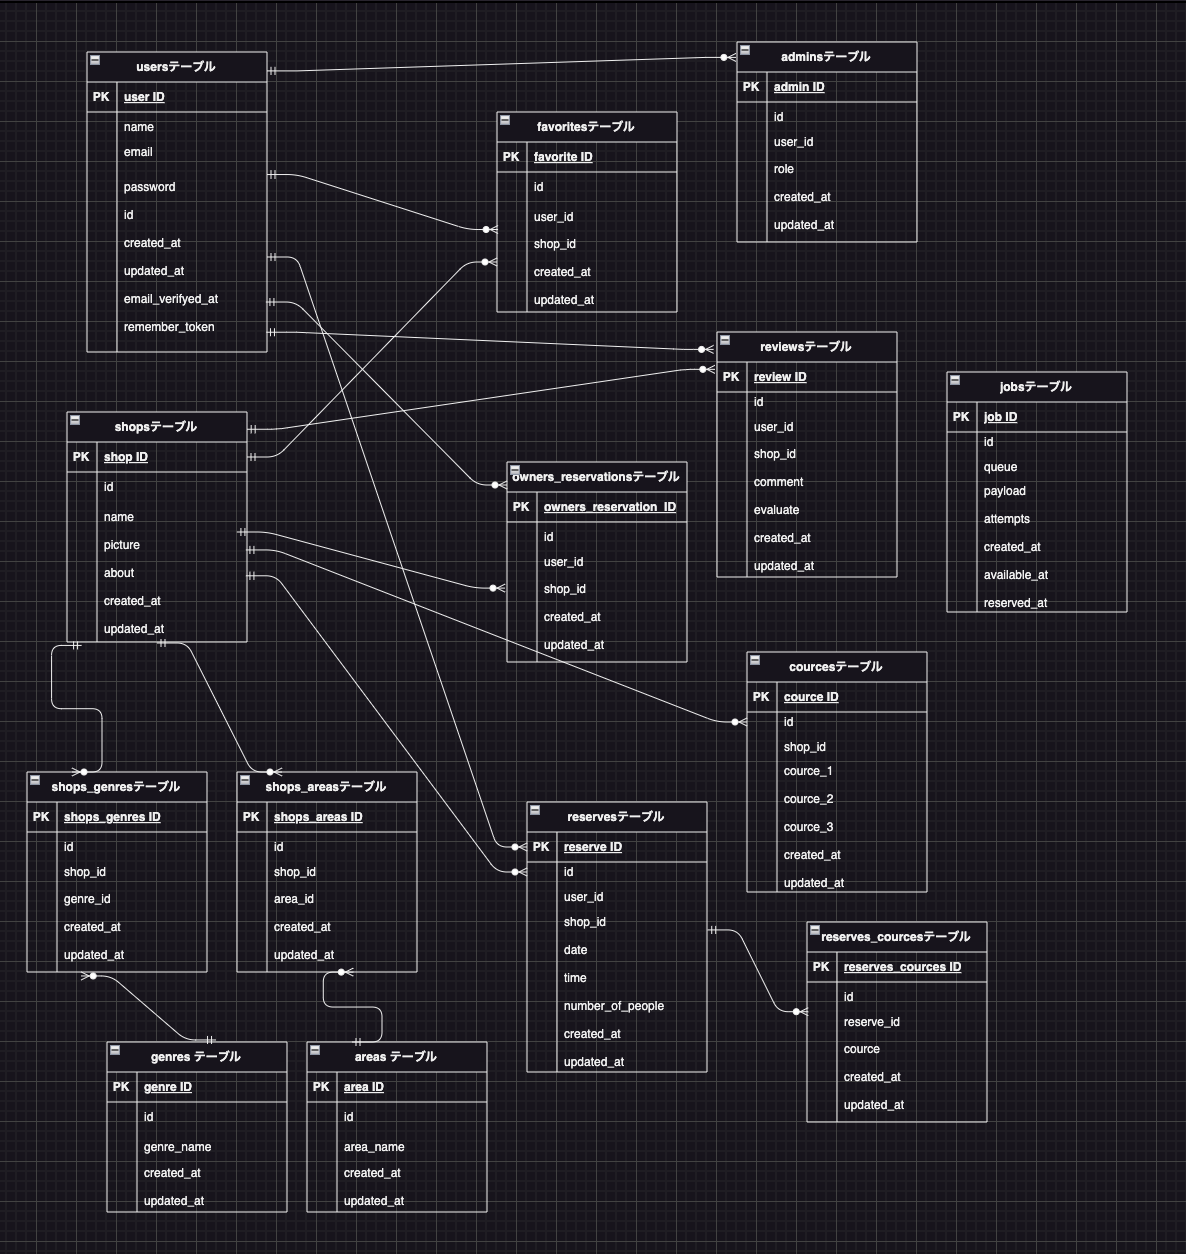 usersテーブル
PK user ID
name
email
password
id
created_at
updated_at
email_verifyed_at
remember_token
adminsテーブル
PK admin ID
id
user_id
role
created_at
updated_at
favoritesテーブル
PK favorite ID
id
user_id
shop_id
created_at
updated_at
reviewsテーブル
PK review ID
id
user_id
shop_id
comment
evaluate
created_at
updated_at
jobsテーブル
PK job ID
id
queue
payload
attempts
created_at
available_at
reserved_at
shopsテーブル
PK shop ID
id
name
picture
about
created_at
updated_at
owners_reservationsテーブル
PK owners_reservation_ID
id
user_id
shop_id
created_at
updated_at
courcesテーブル
PK cource ID
id
shop_id
cource_1
cource_2
cource_3
created_at
updated_at
shops_genresテーブル
PK shops_genres ID
id
shop_id
genre_id
created_at
updated_at
shops_areasテーブル
PK shops_areas ID
id
shop_id
area_id
created_at
updated_at
reservesテーブル
PK reserve ID
id
user_id
shop_id
date
time
number_of_people
created_at
updated_at
reserves_courcesテーブル
PK reserves_cources ID
id
reserve_id
cource
created_at
updated_at
genres テーブル
PK genre ID
id
genre_name
created_at
updated_at
areas テーブル
PK area ID
id
area_name
created_at
updated_at